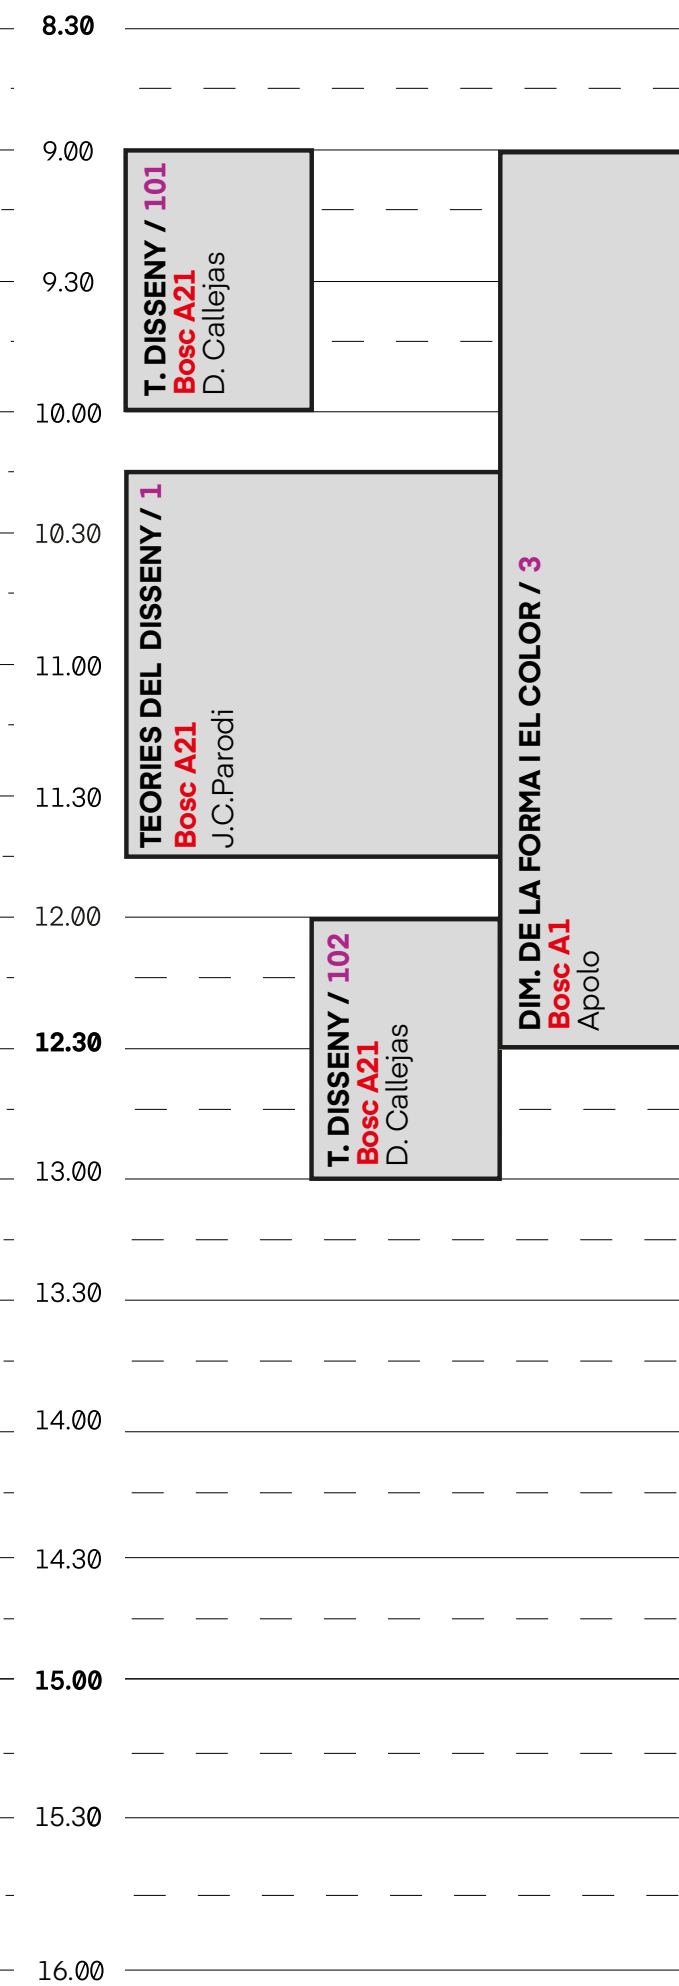 8.30
9.00
9.30
10.00
10.30
11.00
11.30
12.00
12.30
13.00
13.30
14.00
14.30
15.00
15.30
16.00
T. DISSENY / 101
Bosc A21
D. Callejas
TEORIES DEL DISSENY / 1
Bosc A21
J.C.Parodi
T. DISSENY / 102
Bosc A21
D. Callejas
DIM. DE LA FORMA I EL COLOR / 3
Bosc A1
Apolo